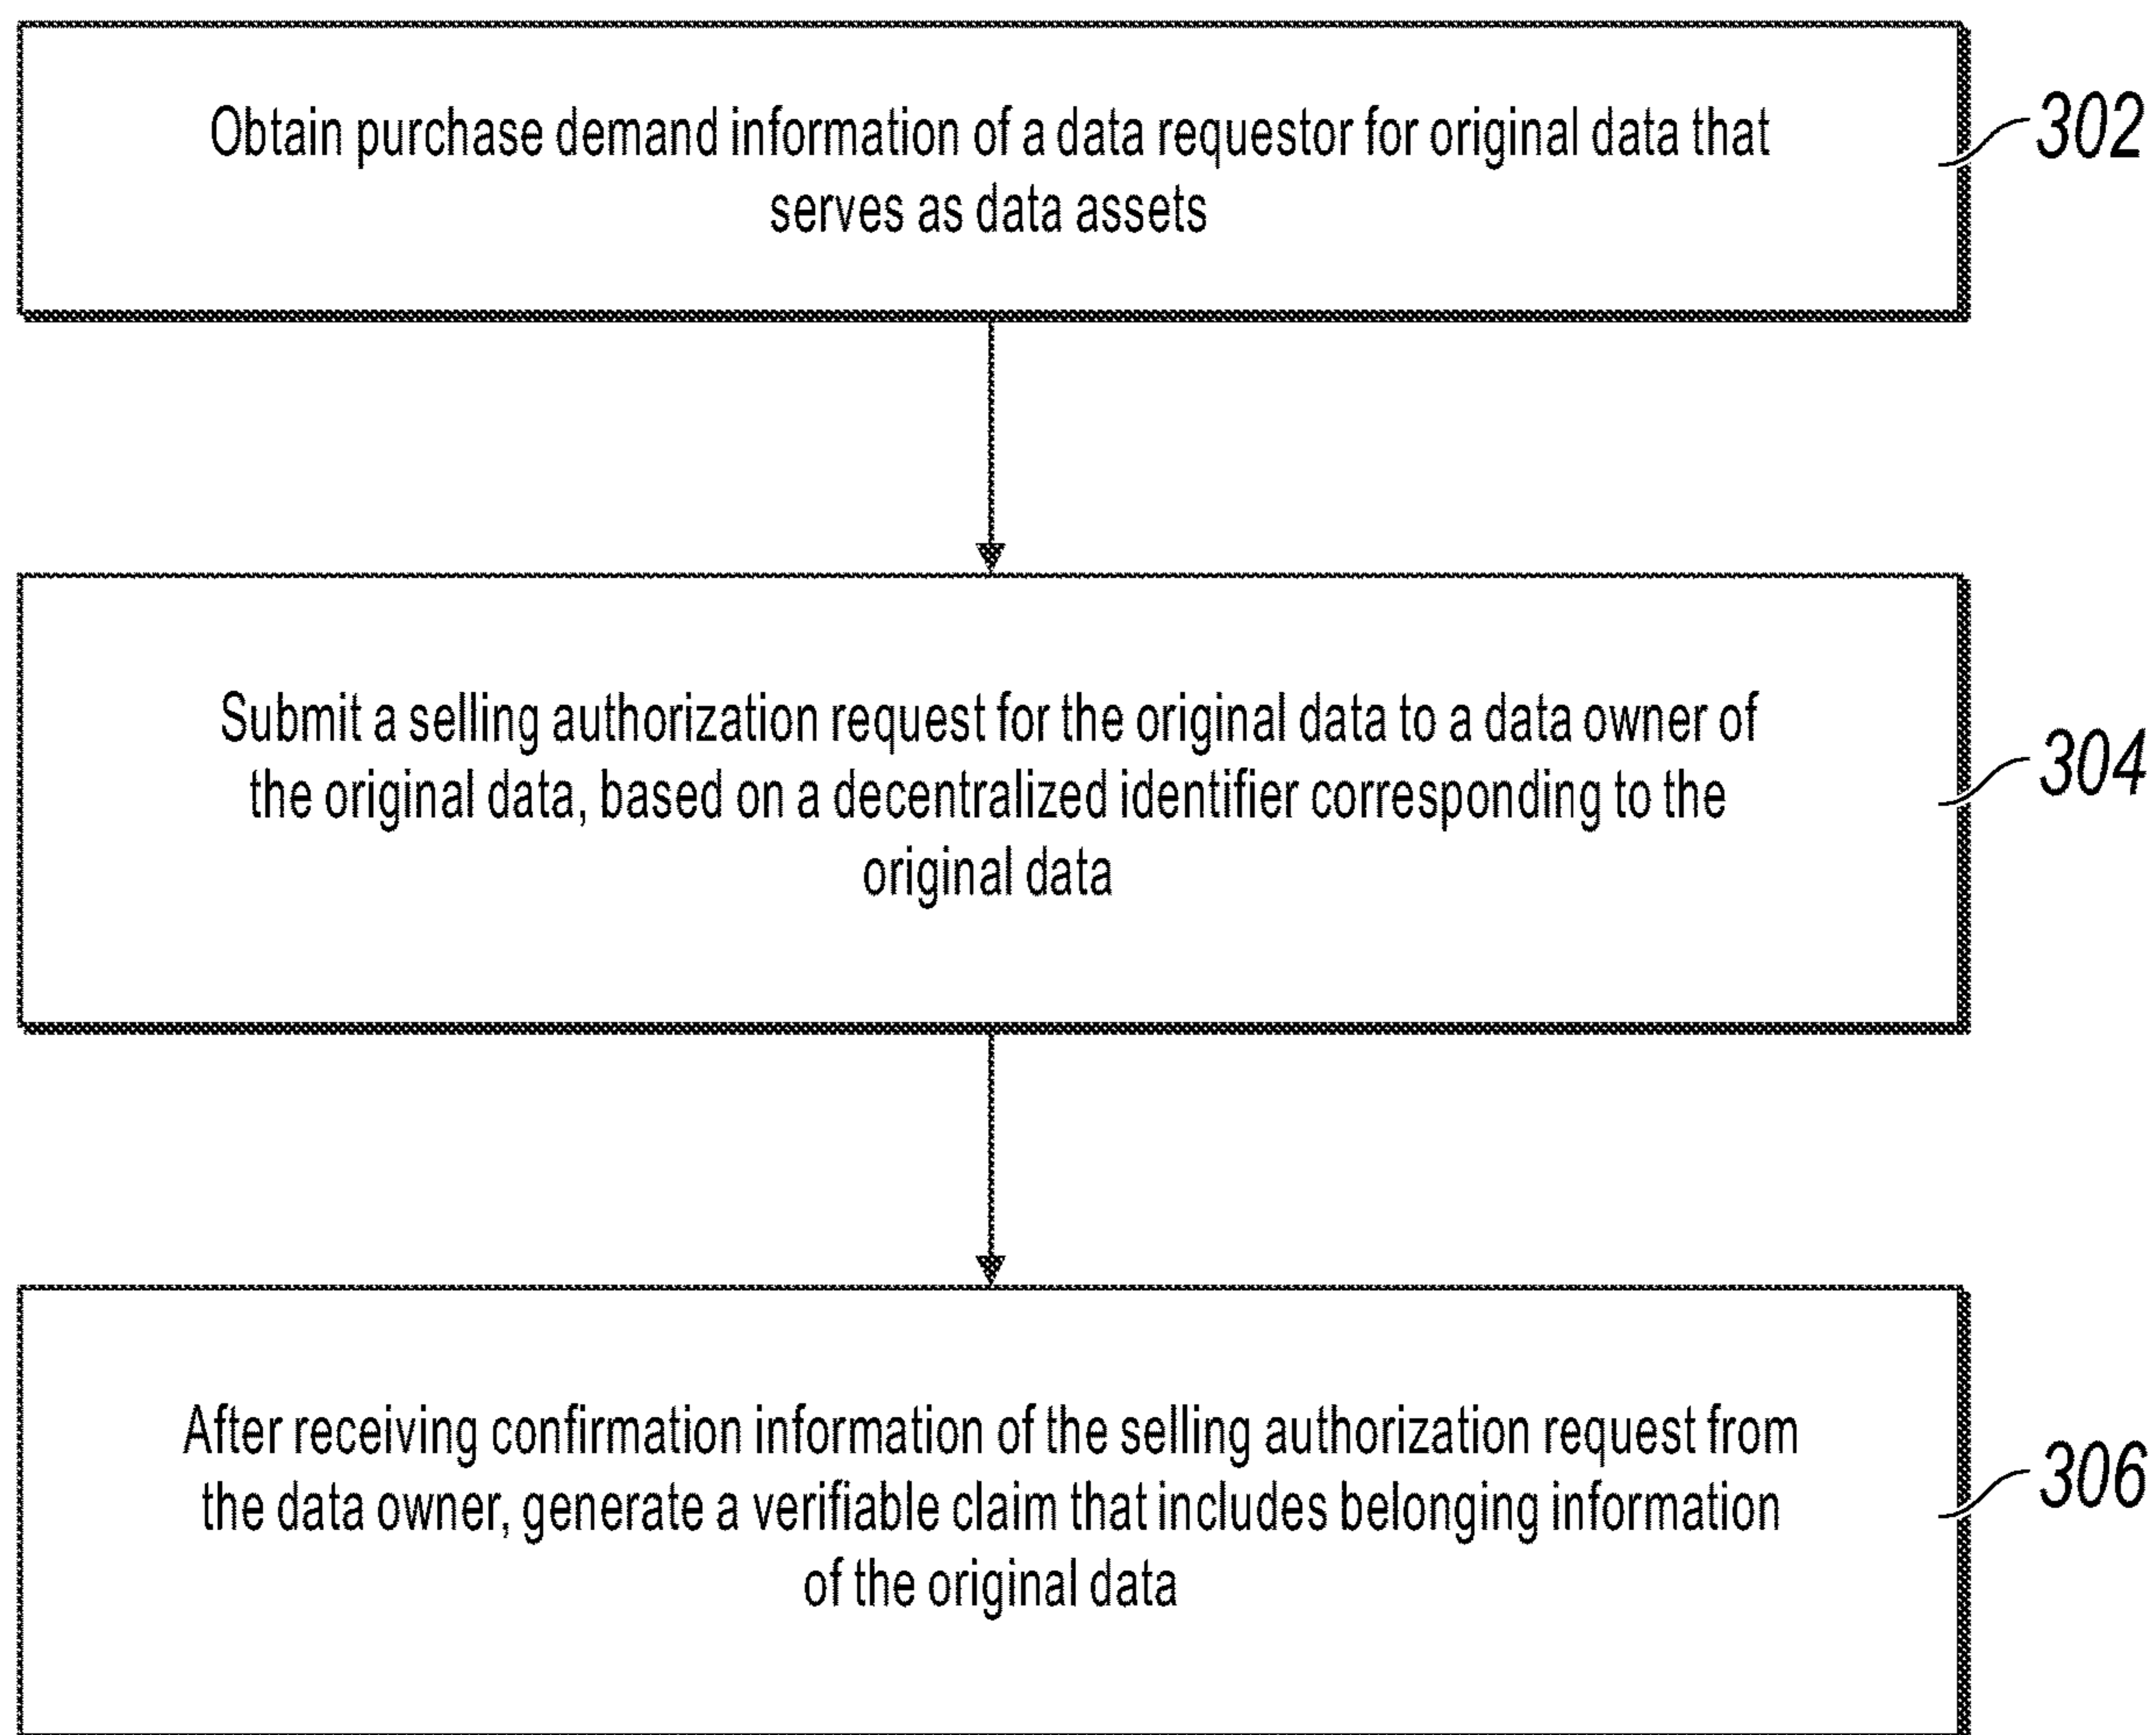 Obtain purchase demand information of a data requestor for original data that
serves as data assets
302
Submit a selling authorization request for the original data to a data owner of
the original data, based on a decentralized identifier corresponding to the
original data
304
After receiving confirmation information of the selling authorization request from
the data owner, generate a verifiable claim that includes belonging information
of the original data
306